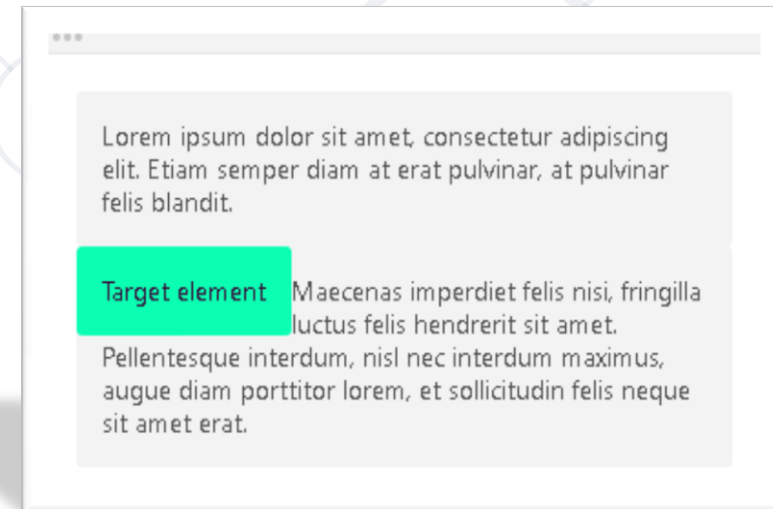 Lorem ipsum dolor sit amet, consectetur adipiscing
elit. Etiam semper diam at erat pulvinar, at pulvinar
felis blandit.
Target element Maecenas imperdiet felis nisi, fringilla
luctus felis hendrerit sit amet.
Pellentesque interdum, nisl nec interdum maximus,
augue diam porttitor lorem, et sollicitudin felis neque
sit amet erat.